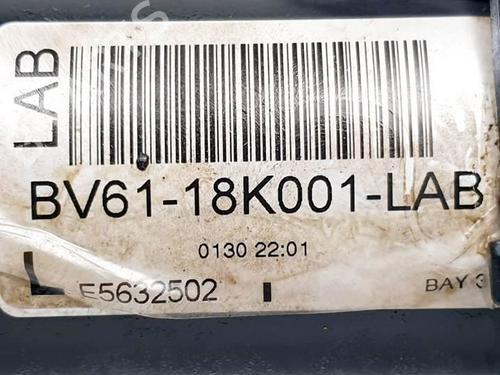 LAB
BV61-18K001-LAB
0130 22:01
L E5632502
BAY 3